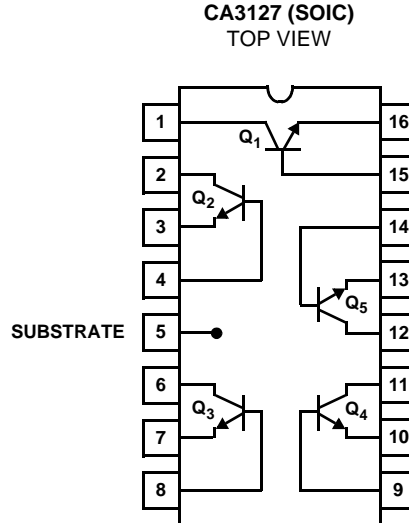 CA3127 (SOIC)
TOP VIEW
1
16
Q1
15
2
Q2
3
14
4
13
Q5
SUBSTRATE 5
12
6
11
Q3
Q4
7
10
8
9